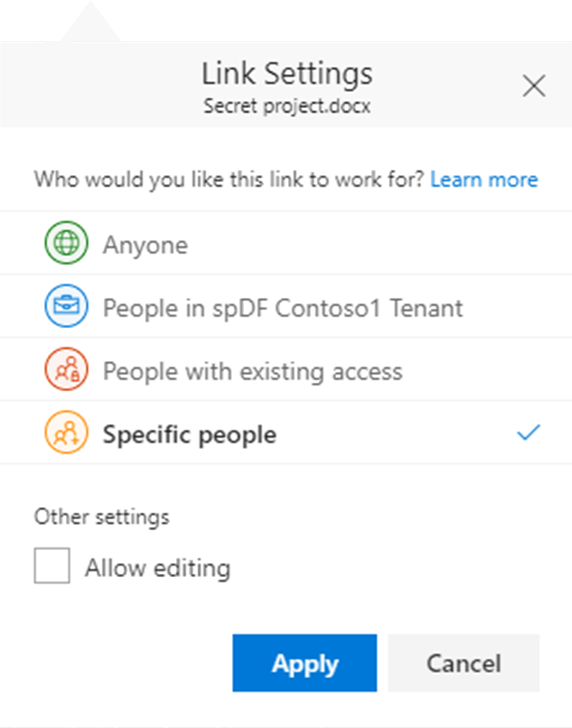 Link Settings
Secret project.docx
Who would you like this link to work for? Learn more
Anyone
People in spDF Contoso1 Tenant
People with existing access
Specific people
Other settings
Allow editing
Apply Cancel